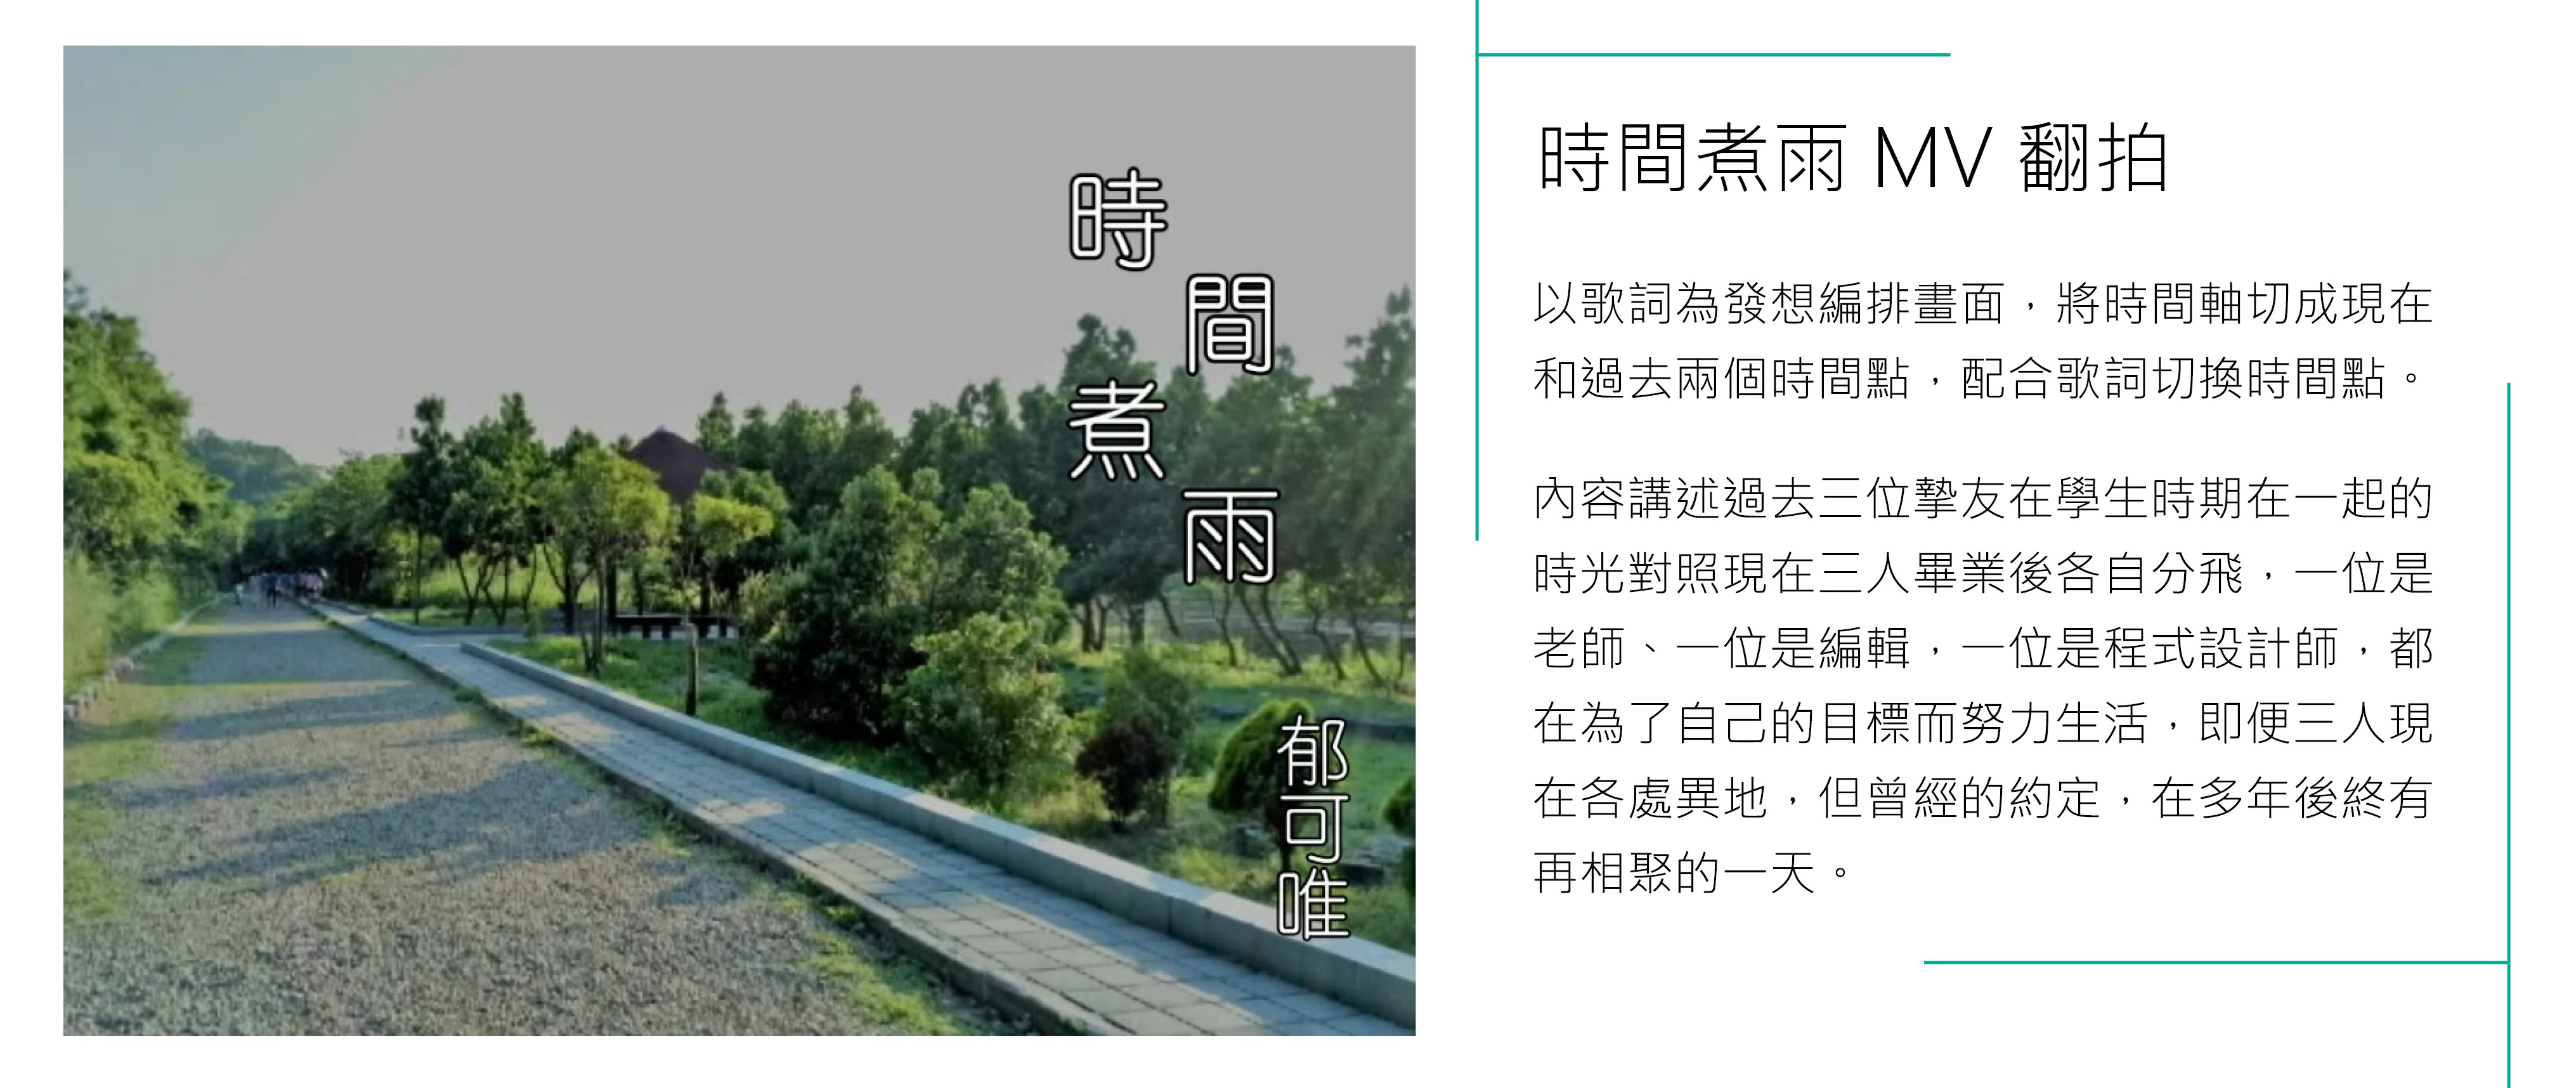 時間煮雨
郁可唯
時間煮雨 MV 翻拍
以歌詞為發想編排畫面，將時間軸切成現在
和過去兩個時間點，配合歌詞切換時間點。
內容講述過去三位摯友在學生時期在一起的
時光對照現在三人畢業後各自分飛，一位是
老師、一位是編輯，一位是程式設計師，都
在為了自己的目標而努力生活，即便三人現
在各處異地，但曾經的約定，在多年後終有
再相聚的一天。